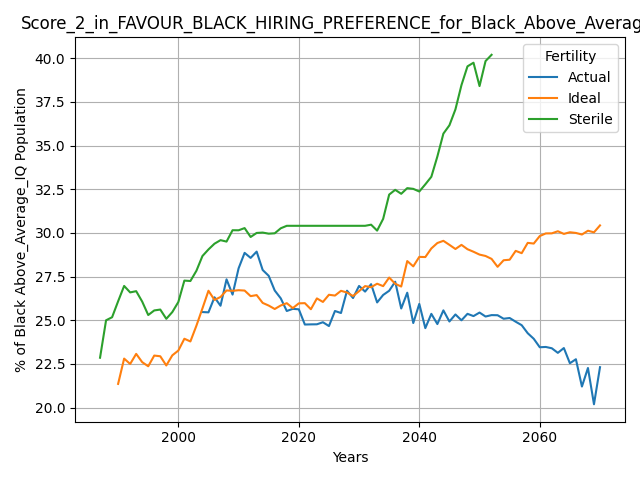 Score_2_in_FAVOUR_BLACK_HIRING_PREFERENCE_for_Black_Above_Average
Fertility
Actual
Ideal
Sterile
% of Black Above_Average_IQ Population
40.0
37.5
35.0
32.5
30.0
27.5
25.0
22.5
20.0
2000
2020
2040
2060
Years